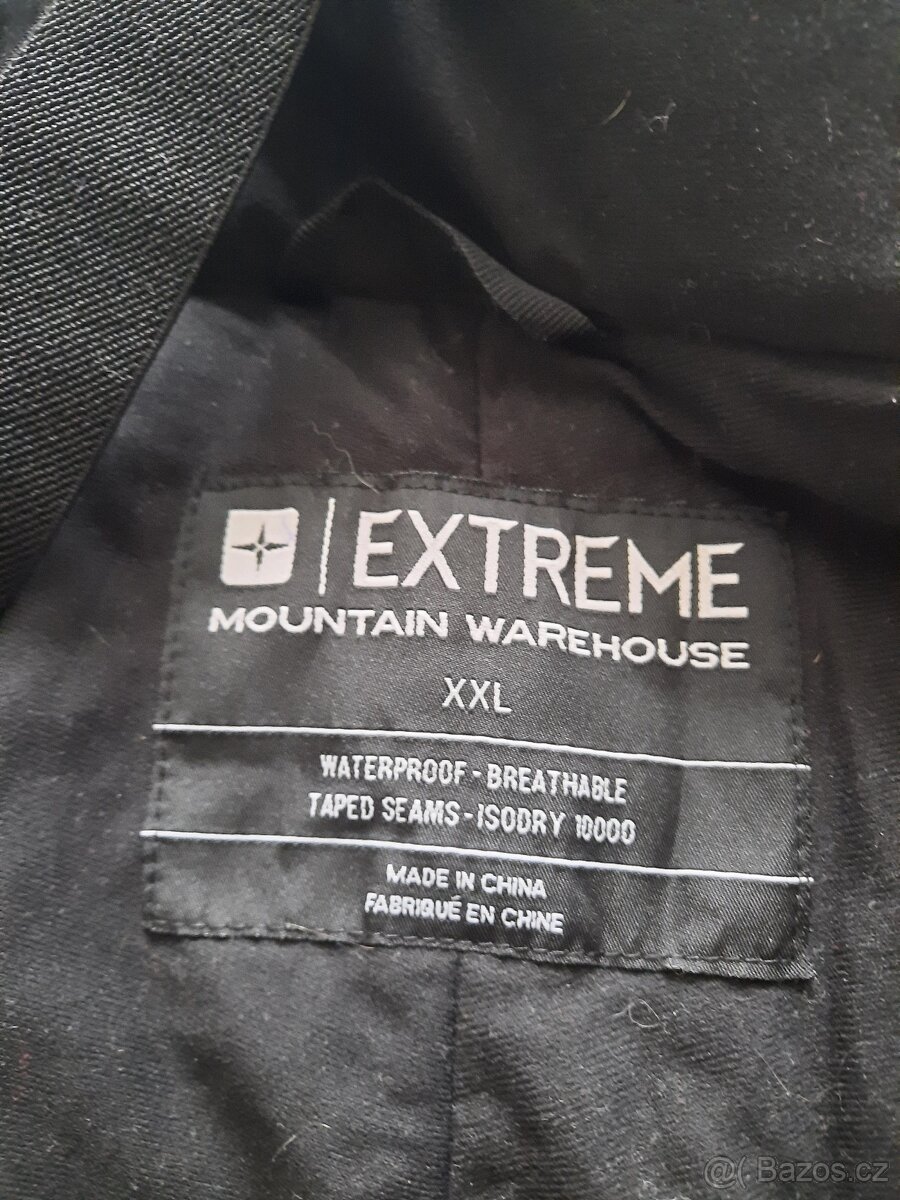 EXTREME
MOUNTAIN WAREHOUSE
XXL
WATERPROOF - BREATHABLE
TAPED SEAMS - ISODRY 10000
MADE IN CHINA
FABRIQUÉ EN CHINE
@( Bazos.cz